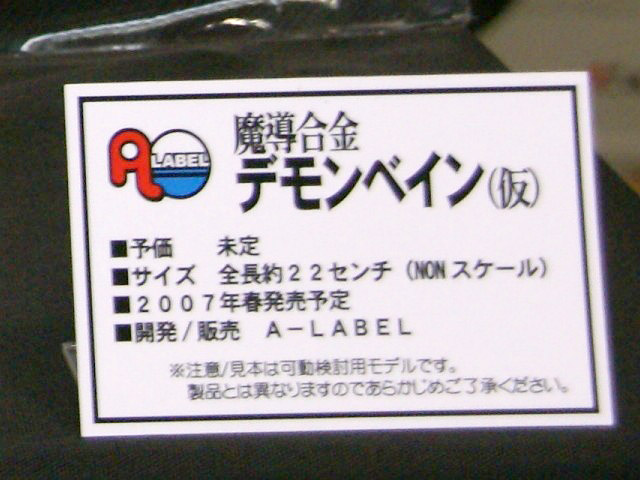 A LABEL
魔導合金
デモンベイン(仮)
■予価 未定
■サイズ 全長約22センチ (NONスケール)
■2007年春発売予定
■開発/販売 A-LABEL
※注意/見本は可動検討用モデルです。
製品とは異なりますのであらかじめご了承ください。